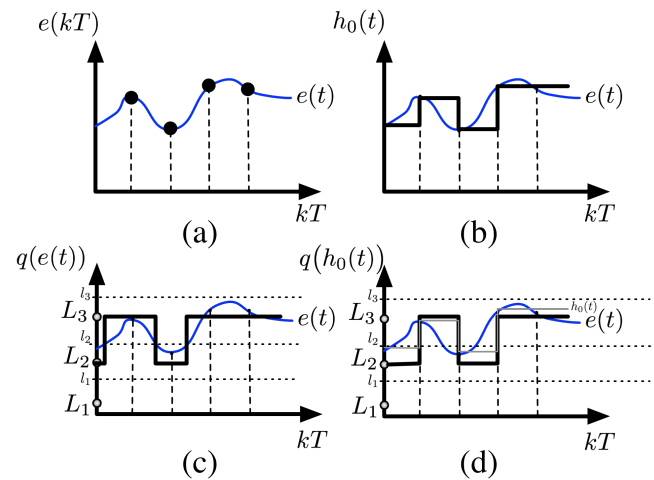 e(kT)
e(t)
kT
(a)
h₀(t)
e(t)
kT
(b)
q(e(t))
l₃
L₃
e(t)
l₂
L₂
l₁
L₁
kT
(c)
q(h₀(t))
l₃
h₀(t)
L₃
e(t)
l₂
L₂
l₁
L₁
kT
(d)